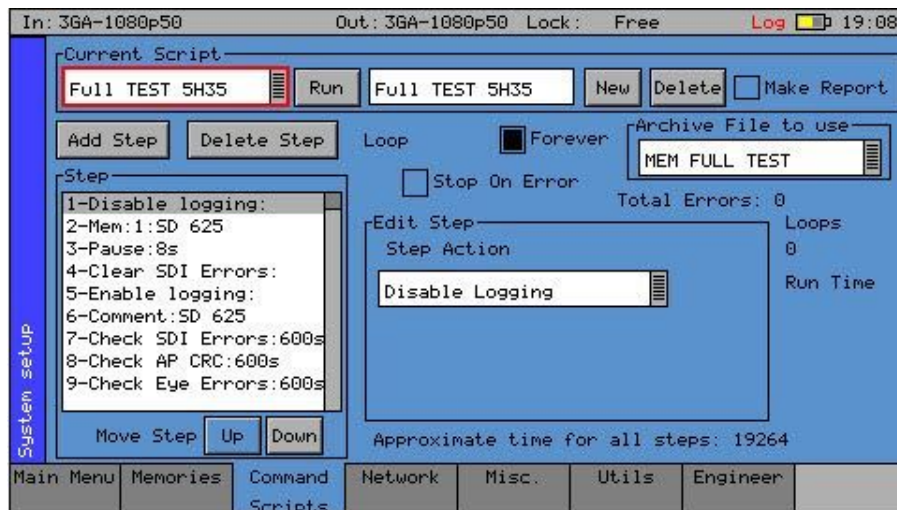 In: 3GA-1080p50 Out: 3GA-1080p50 Lock: Free Log 19:08
Current Script
Full TEST 5H35 Run Full TEST 5H35 New Delete Make Report
Add Step Delete Step Loop Forever
Archive File to use
MEM FULL TEST
Stop On Error
Total Errors: 0
Step
1-Disable logging:
2-Mem:1:SD 625
3-Pause:8s
4-Clear SDI Errors:
5-Enable logging:
6-Comment:SD 625
7-Check SDI Errors:600s
8-Check AP CRC:600s
9-Check Eye Errors:600s
Move Step Up Down
Edit Step
Step Action
Disable Logging
Loops
0
Run Time
Approximate time for all steps: 19264
System setup
Main Menu Memories Command Scripts Network Misc. Utils Engineer